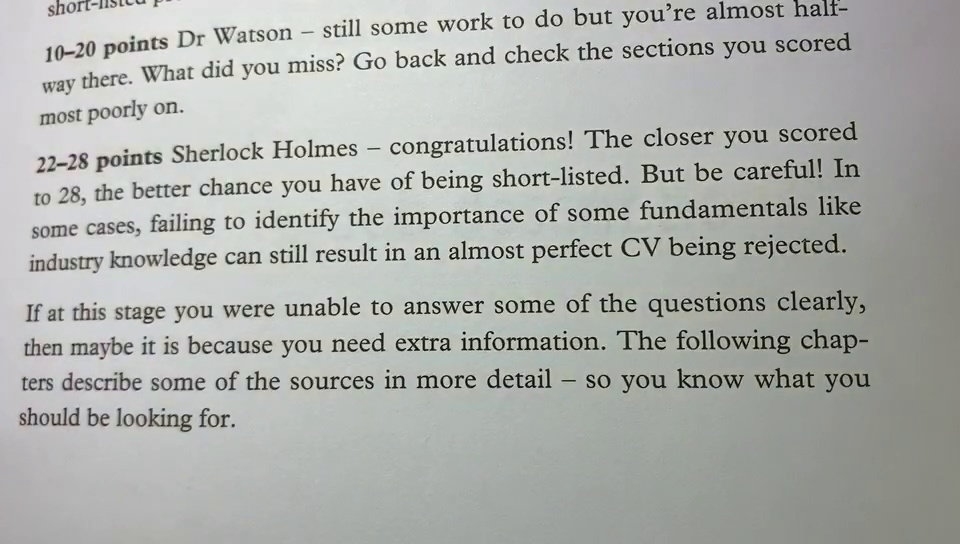 short-listed
10–20 points Dr Watson – still some work to do but you're almost half-
way there. What did you miss? Go back and check the sections you scored
most poorly on.
22–28 points Sherlock Holmes – congratulations! The closer you scored
to 28, the better chance you have of being short-listed. But be careful! In
some cases, failing to identify the importance of some fundamentals like
industry knowledge can still result in an almost perfect CV being rejected.
If at this stage you were unable to answer some of the questions clearly,
then maybe it is because you need extra information. The following chap-
ters describe some of the sources in more detail – so you know what you
should be looking for.